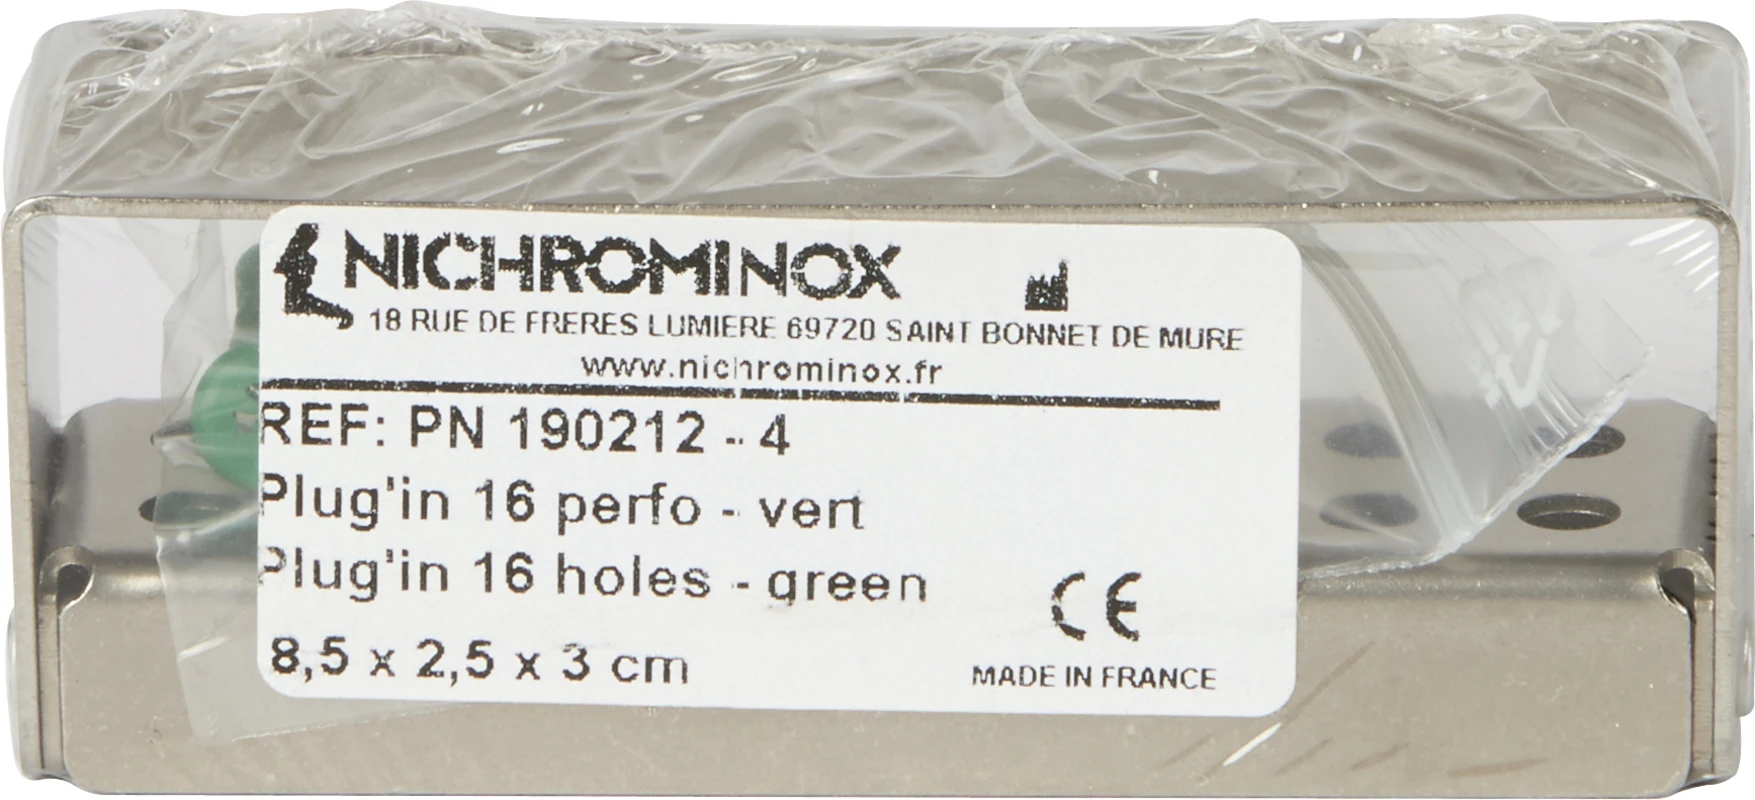 NICHROMINOX
18 RUE DE FRERES LUMIERE 69720 SAINT BONNET DE MURE
www.nichrominox.fr
REF: PN 190212 - 4
Plug'in 16 perfo - vert
Plug'in 16 holes - green
8,5 x 2,5 x 3 cm
CE
MADE IN FRANCE